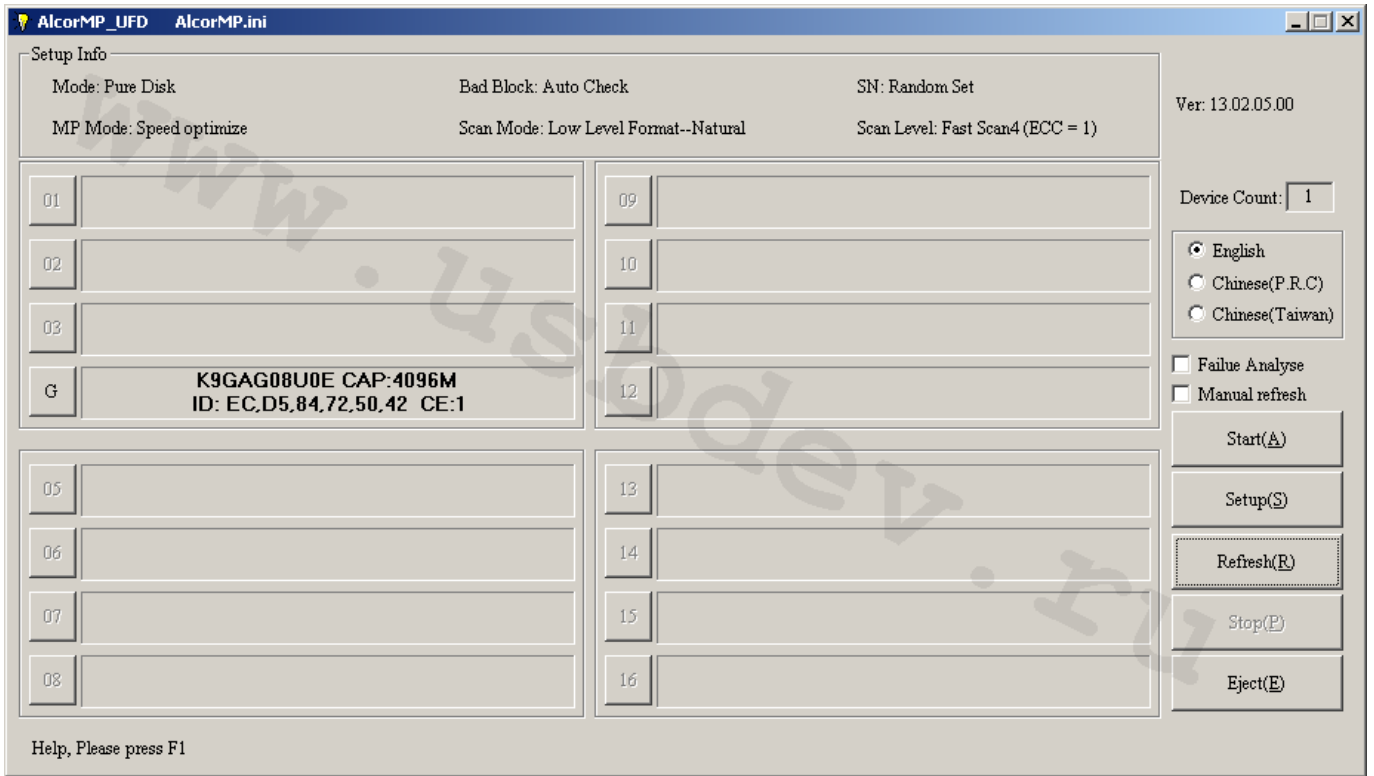 AlcorMP_UFD AlcorMP.ini
Setup Info
Mode: Pure Disk
Bad Block: Auto Check
SN: Random Set
MP Mode: Speed optimize
Scan Mode: Low Level Format--Natural
Scan Level: Fast Scan4 (ECC = 1)
Ver: 13.02.05.00
01
02
03
G
K9GAG08U0E CAP:4096M
ID: EC,D5,84,72,50,42 CE:1
09
10
11
12
05
06
07
08
13
14
15
16
Device Count: 1
English
Chinese(P.R.C)
Chinese(Taiwan)
Failue Analyse
Manual refresh
Start(A)
Setup(S)
Refresh(R)
Stop(P)
Eject(E)
Help, Please press F1
www.usbdev.ru